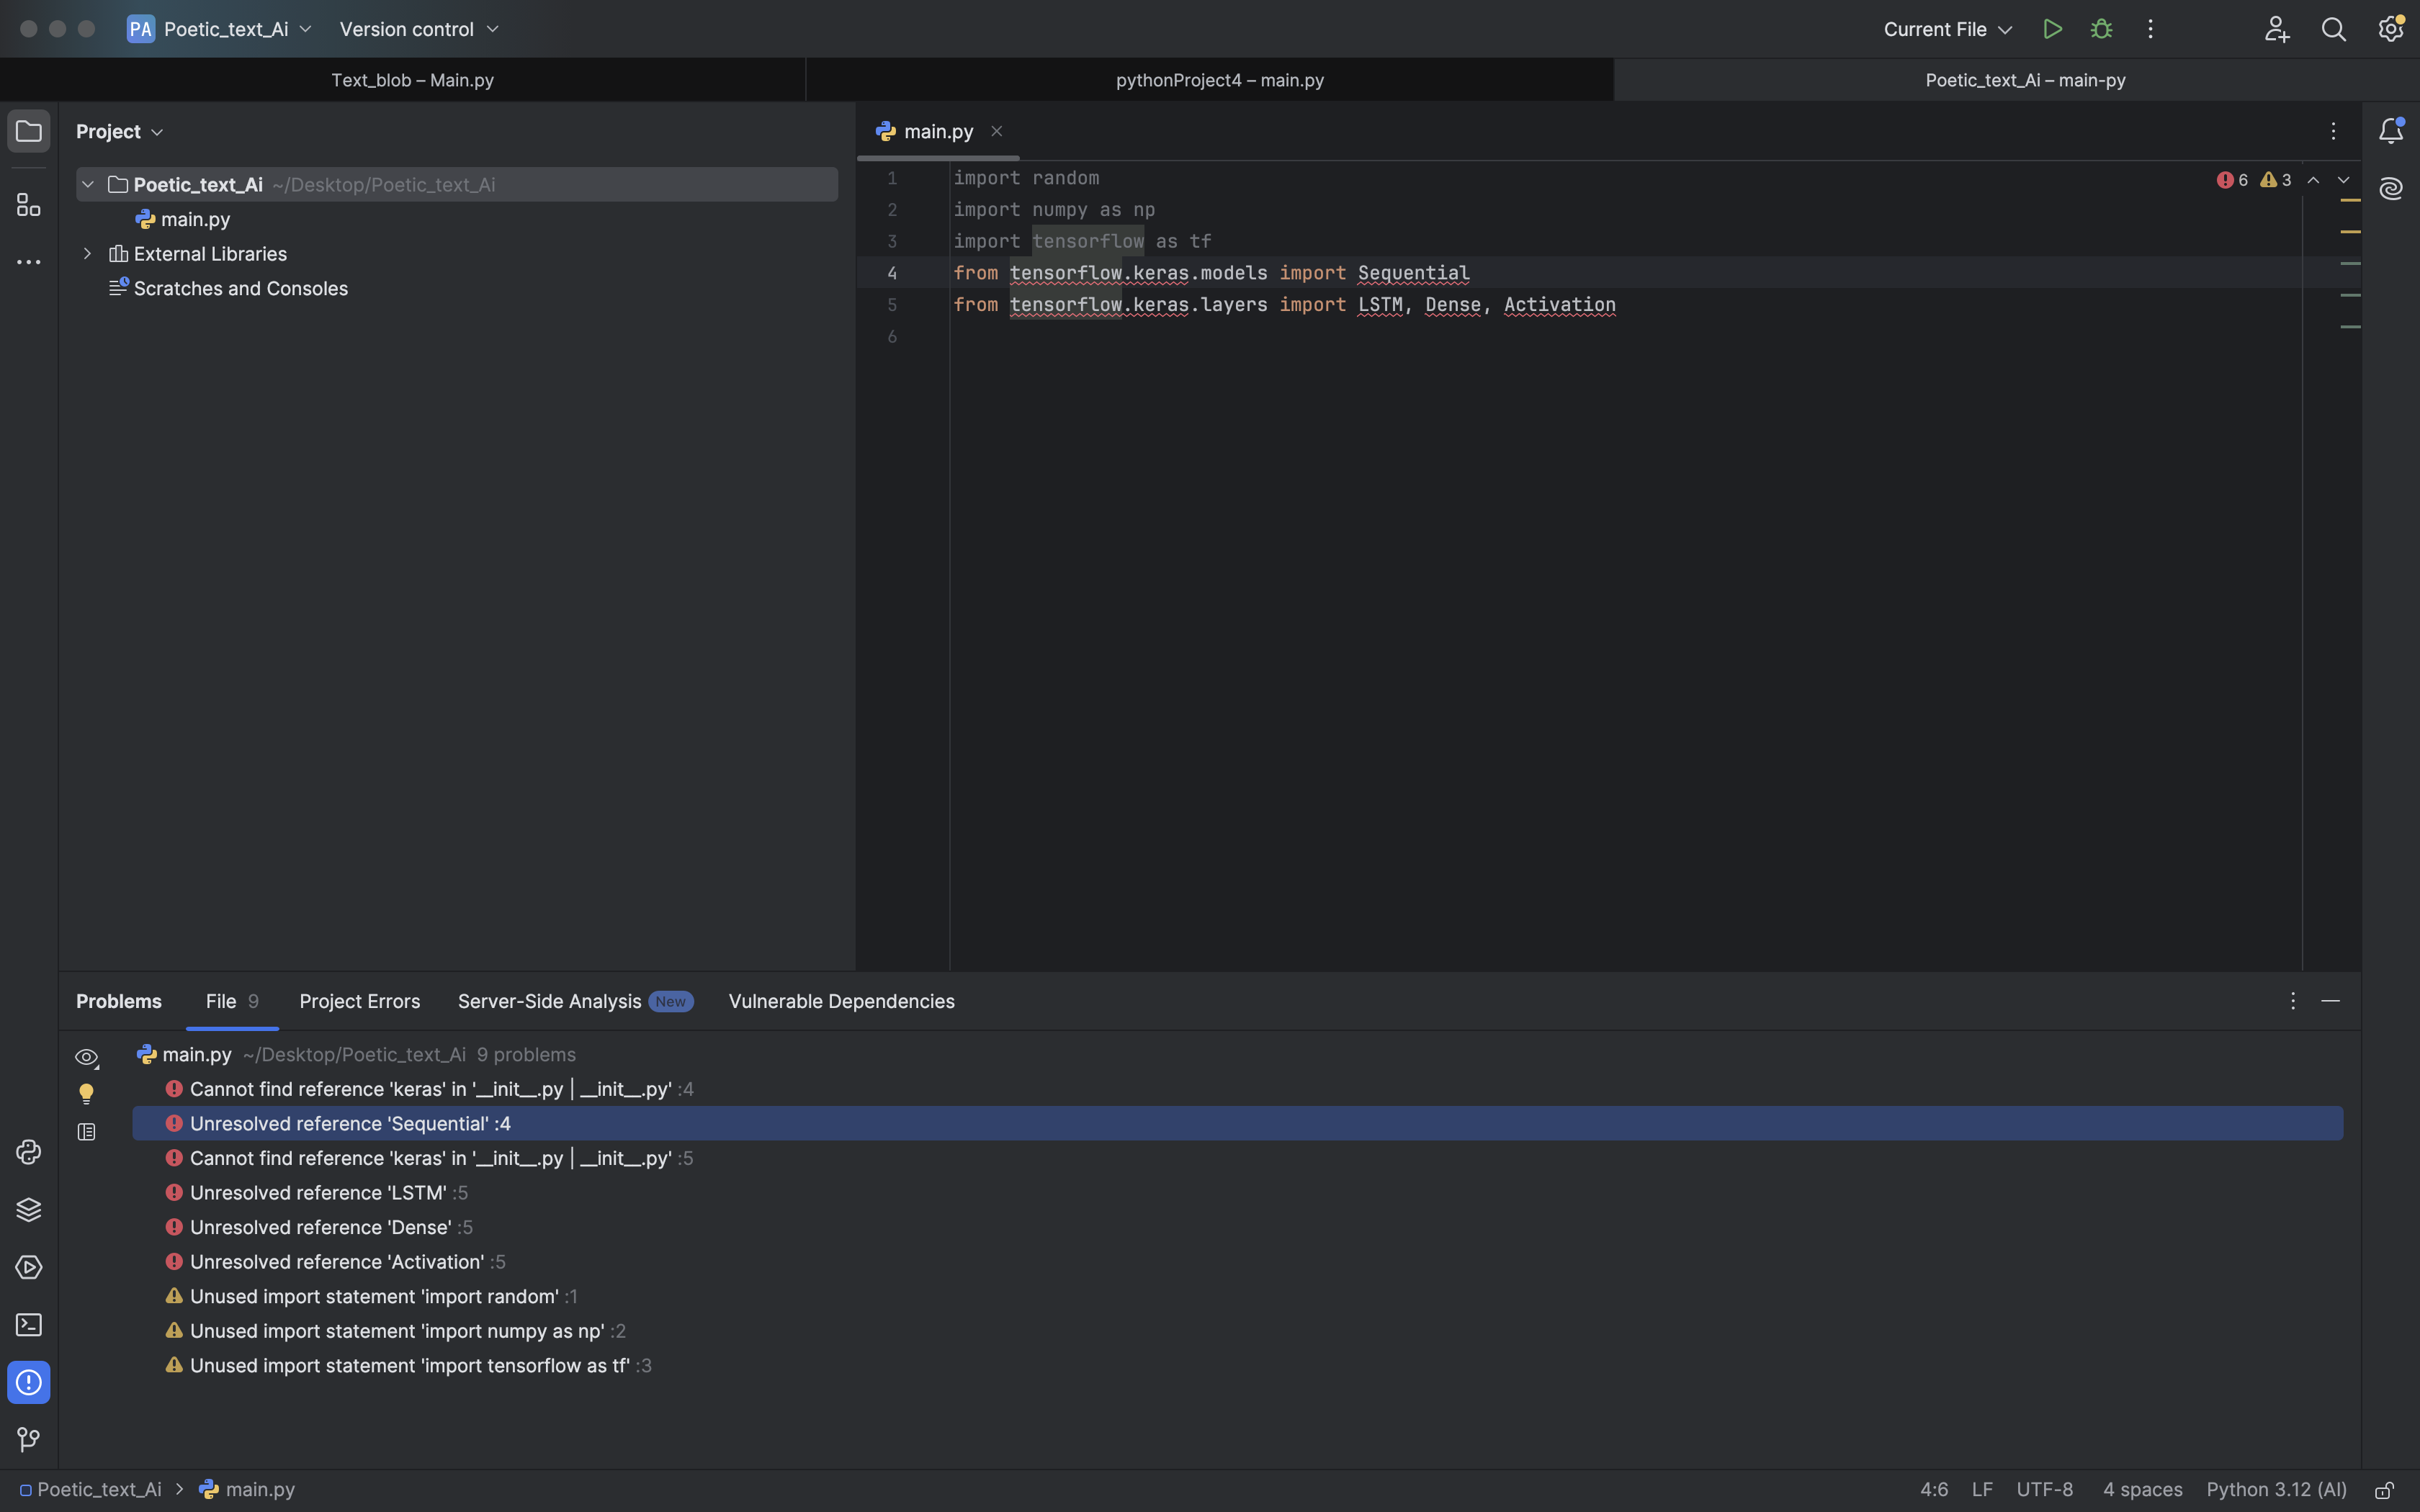 PA Poetic_text_Ai Version control Current File
Text_blob – Main.py pythonProject4 – main.py Poetic_text_Ai – main-py
Project main.py
Poetic_text_Ai ~/Desktop/Poetic_text_Ai
main.py
External Libraries
Scratches and Consoles
6 3
1 import random
2 import numpy as np
3 import tensorflow as tf
4 from tensorflow.keras.models import Sequential
5 from tensorflow.keras.layers import LSTM, Dense, Activation
6
Problems File 9 Project Errors Server-Side Analysis New Vulnerable Dependencies
main.py ~/Desktop/Poetic_text_Ai 9 problems
Cannot find reference 'keras' in '__init__.py | __init__.py' :4
Unresolved reference 'Sequential' :4
Cannot find reference 'keras' in '__init__.py | __init__.py' :5
Unresolved reference 'LSTM' :5
Unresolved reference 'Dense' :5
Unresolved reference 'Activation' :5
Unused import statement 'import random' :1
Unused import statement 'import numpy as np' :2
Unused import statement 'import tensorflow as tf' :3
Poetic_text_Ai > main.py 4:6 LF UTF-8 4 spaces Python 3.12 (AI)